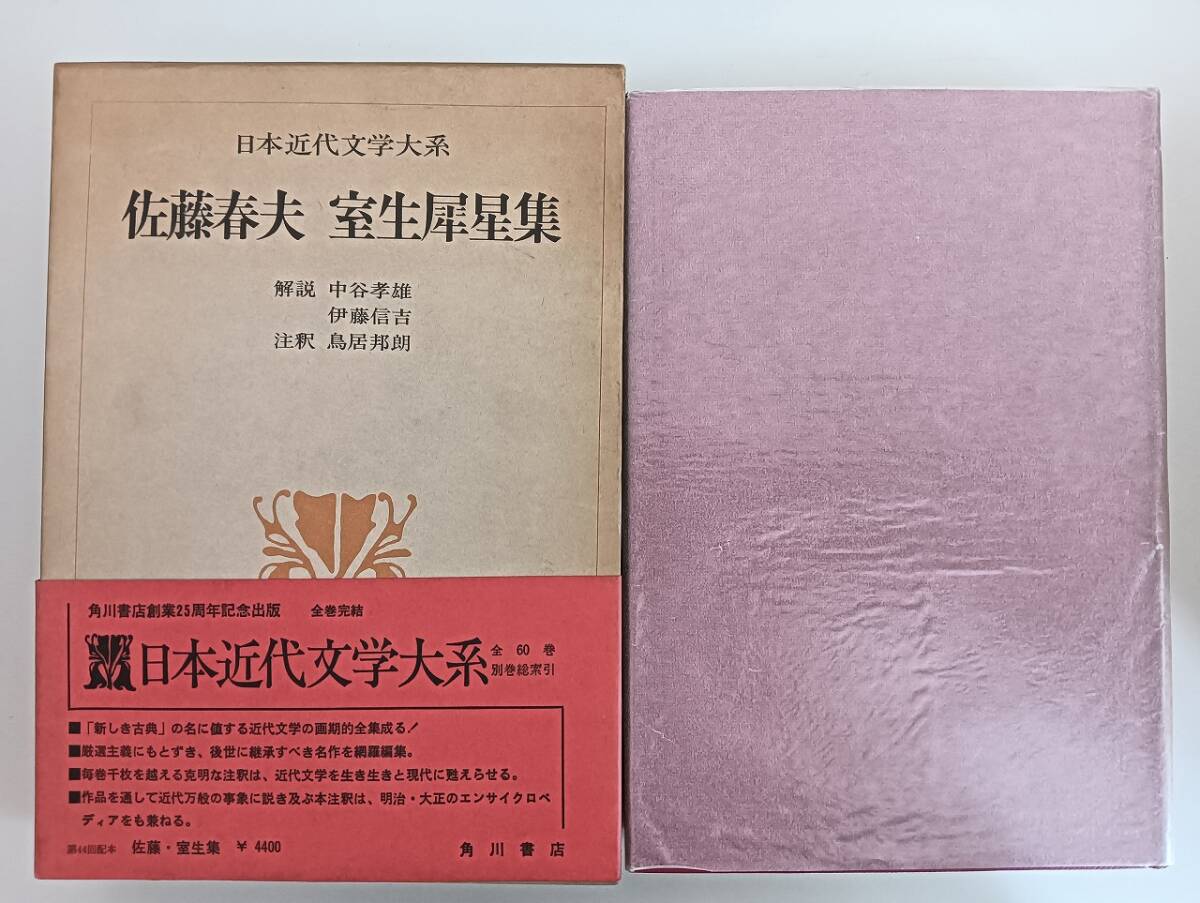 日本近代文学大系
佐藤春夫 室生犀星集
解説 中谷孝雄
伊藤信吉
注釈 鳥居邦朗
角川書店創業25周年記念出版 全巻完結
日本近代文学大系 全60巻
別巻総索引
■「新しき古典」の名に値する近代文学の画期的全集成る!
■厳選主義にもとずき、後世に継承すべき名作を網羅編集。
■毎巻千枚を越える克明な注釈は、近代文学を生き生きと現代に甦えらせる。
■作品を通して近代万般の事象に説き及ぶ本注釈は、明治・大正のエンサイクロペ
ディアをも兼ねる。
第44回配本 佐藤・室生集 ¥ 4400 角川書店